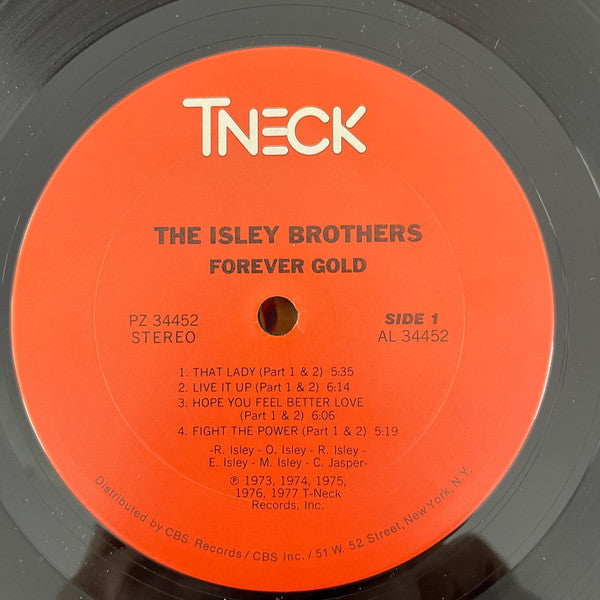 TNECK
THE ISLEY BROTHERS
FOREVER GOLD
PZ 34452
STEREO
SIDE 1
AL 34452
1. THAT LADY (Part 1 & 2) 5:35
2. LIVE IT UP (Part 1 & 2) 6:14
3. HOPE YOU FEEL BETTER LOVE
(Part 1 & 2) 6:06
4. FIGHT THE POWER (Part 1 & 2) 5:19
-R. Isley - O. Isley - R. Isley -
E. Isley - M. Isley - C. Jasper-
℗ 1973, 1974, 1975,
1976, 1977 T-Neck
Records, Inc.
Distributed by CBS Records / CBS Inc. / 51 W. 52 Street, New York, N.Y.